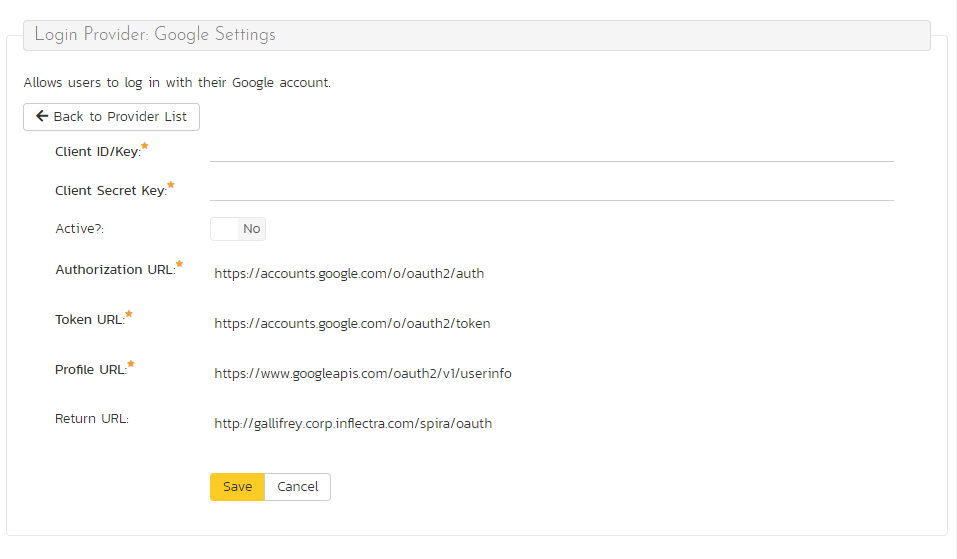 Login Provider: Google Settings
Allows users to log in with their Google account.
Back to Provider List
Client ID/Key:
Client Secret Key:
Active?: No
Authorization URL: https://accounts.google.com/o/oauth2/auth
Token URL: https://accounts.google.com/o/oauth2/token
Profile URL: https://www.googleapis.com/oauth2/v1/userinfo
Return URL: http://gallifrey.corp.inflectra.com/spira/oauth
Save Cancel